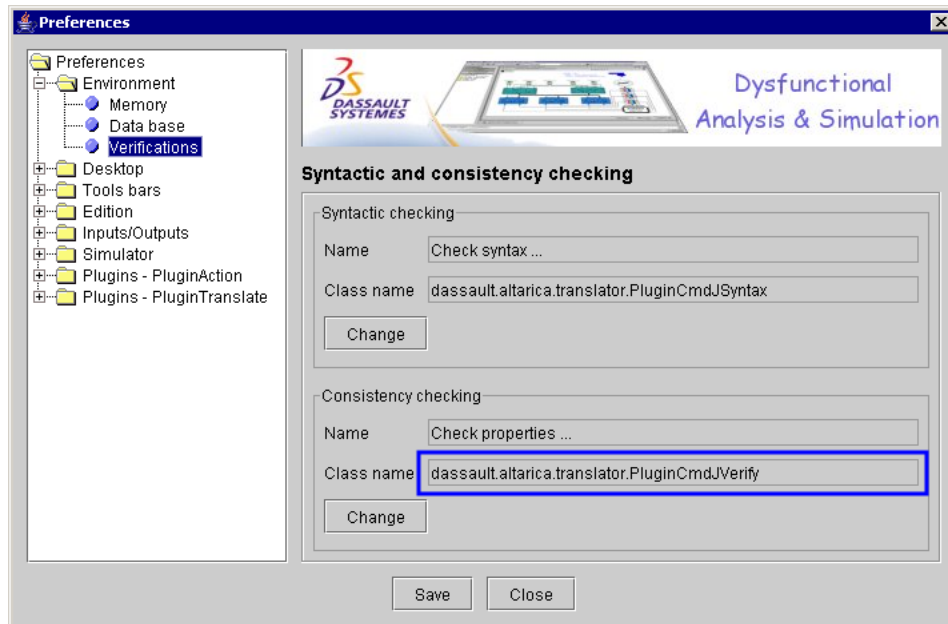 Preferences
Preferences
Environment
Memory
Data base
Verifications
Desktop
Tools bars
Edition
Inputs/Outputs
Simulator
Plugins - PluginAction
Plugins - PluginTranslate
DASSAULT
SYSTEMES
Dysfunctional
Analysis & Simulation
Syntactic and consistency checking
Syntactic checking
Name Check syntax ...
Class name dassault.altarica.translator.PluginCmdJSyntax
Change
Consistency checking
Name Check properties ...
Class name dassault.altarica.translator.PluginCmdJVerify
Change
Save Close